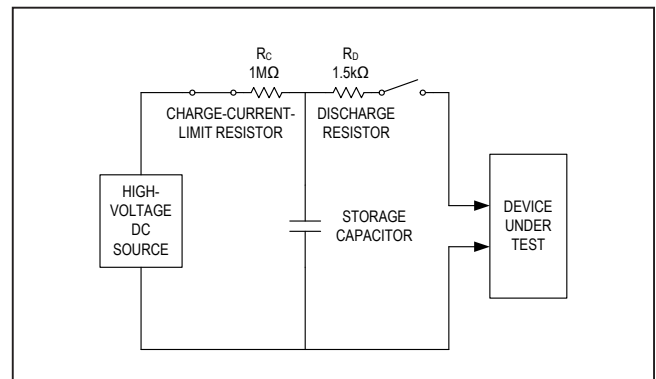 RC
1MΩ
RD
1.5kΩ
CHARGE-CURRENT-
LIMIT RESISTOR
DISCHARGE
RESISTOR
HIGH-
VOLTAGE
DC
SOURCE
STORAGE
CAPACITOR
DEVICE
UNDER
TEST